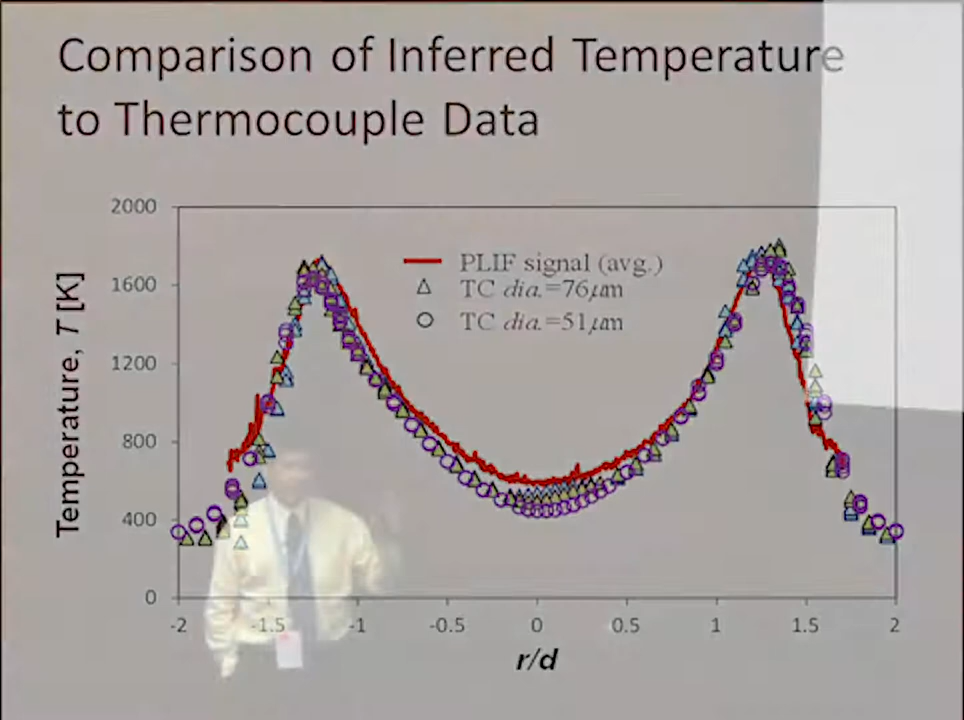 Comparison of Inferred Temperature
to Thermocouple Data
2000
1600
1200
800
400
0
Temperature, T [K]
PLIF signal (avg.)
TC dia.=76μm
TC dia.=51μm
-2 -1.5 -1 -0.5 0 0.5 1 1.5 2
r/d